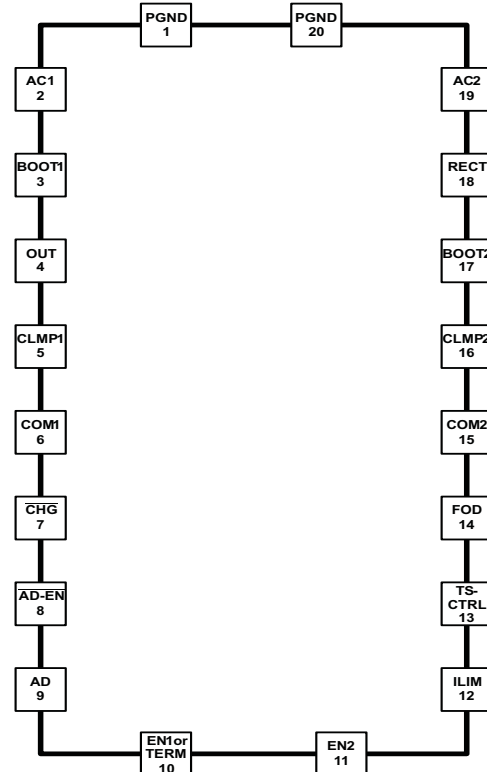 PGND
1
PGND
20
AC1
2
AC2
19
BOOT1
3
RECT
18
OUT
4
BOOT2
17
CLMP1
5
CLMP2
16
COM1
6
COM2
15
CHG
7
FOD
14
AD-EN
8
TS-
CTRL
13
AD
9
ILIM
12
EN1or
TERM
10
EN2
11